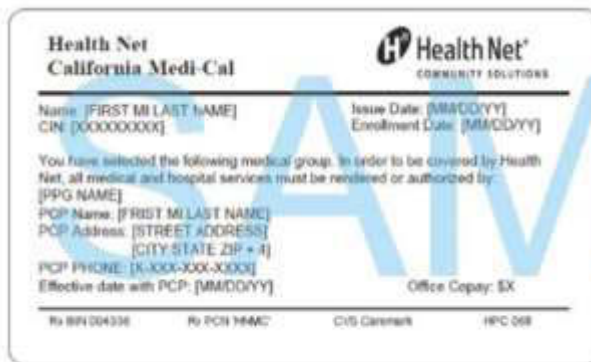 Health Net
California Medi-Cal
Health Net®
COMMUNITY SOLUTIONS
Name: [FIRST MI LAST NAME]
CIN: [XXXXXXXXX]
Issue Date: [MM/DD/YY]
Enrollment Date: [MM/DD/YY]
You have selected the following medical group. In order to be covered by Health
Net, all medical and hospital services must be rendered or authorized by:
[PPG NAME]
PCP Name: [FRIST MI LAST NAME]
PCP Address: [STREET ADDRESS]
[CITY STATE ZIP + 4]
PCP PHONE: [X-XXX-XXX-XXXX]
Effective date with PCP: [MM/DD/YY]
Office Copay: $X
Rx BIN 004336
Rx PCN 'HNMC'
CVS Caremark
HPC 068
SAM